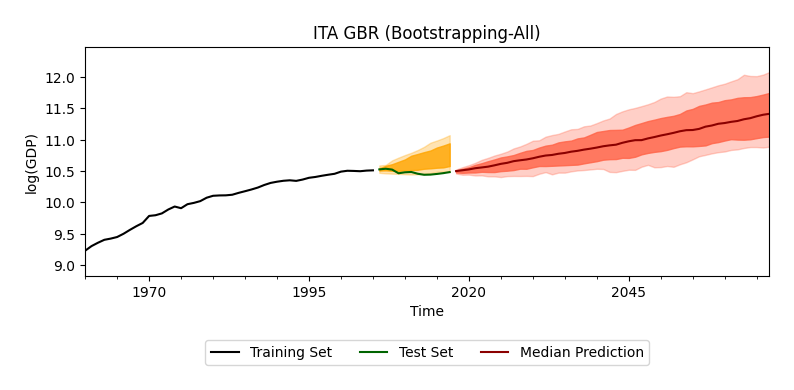 ITA GBR (Bootstrapping-All)
12.0
11.5
11.0
10.5
10.0
9.5
9.0
log(GDP)
1970 1995 2020 2045
Time
Training Set Test Set Median Prediction